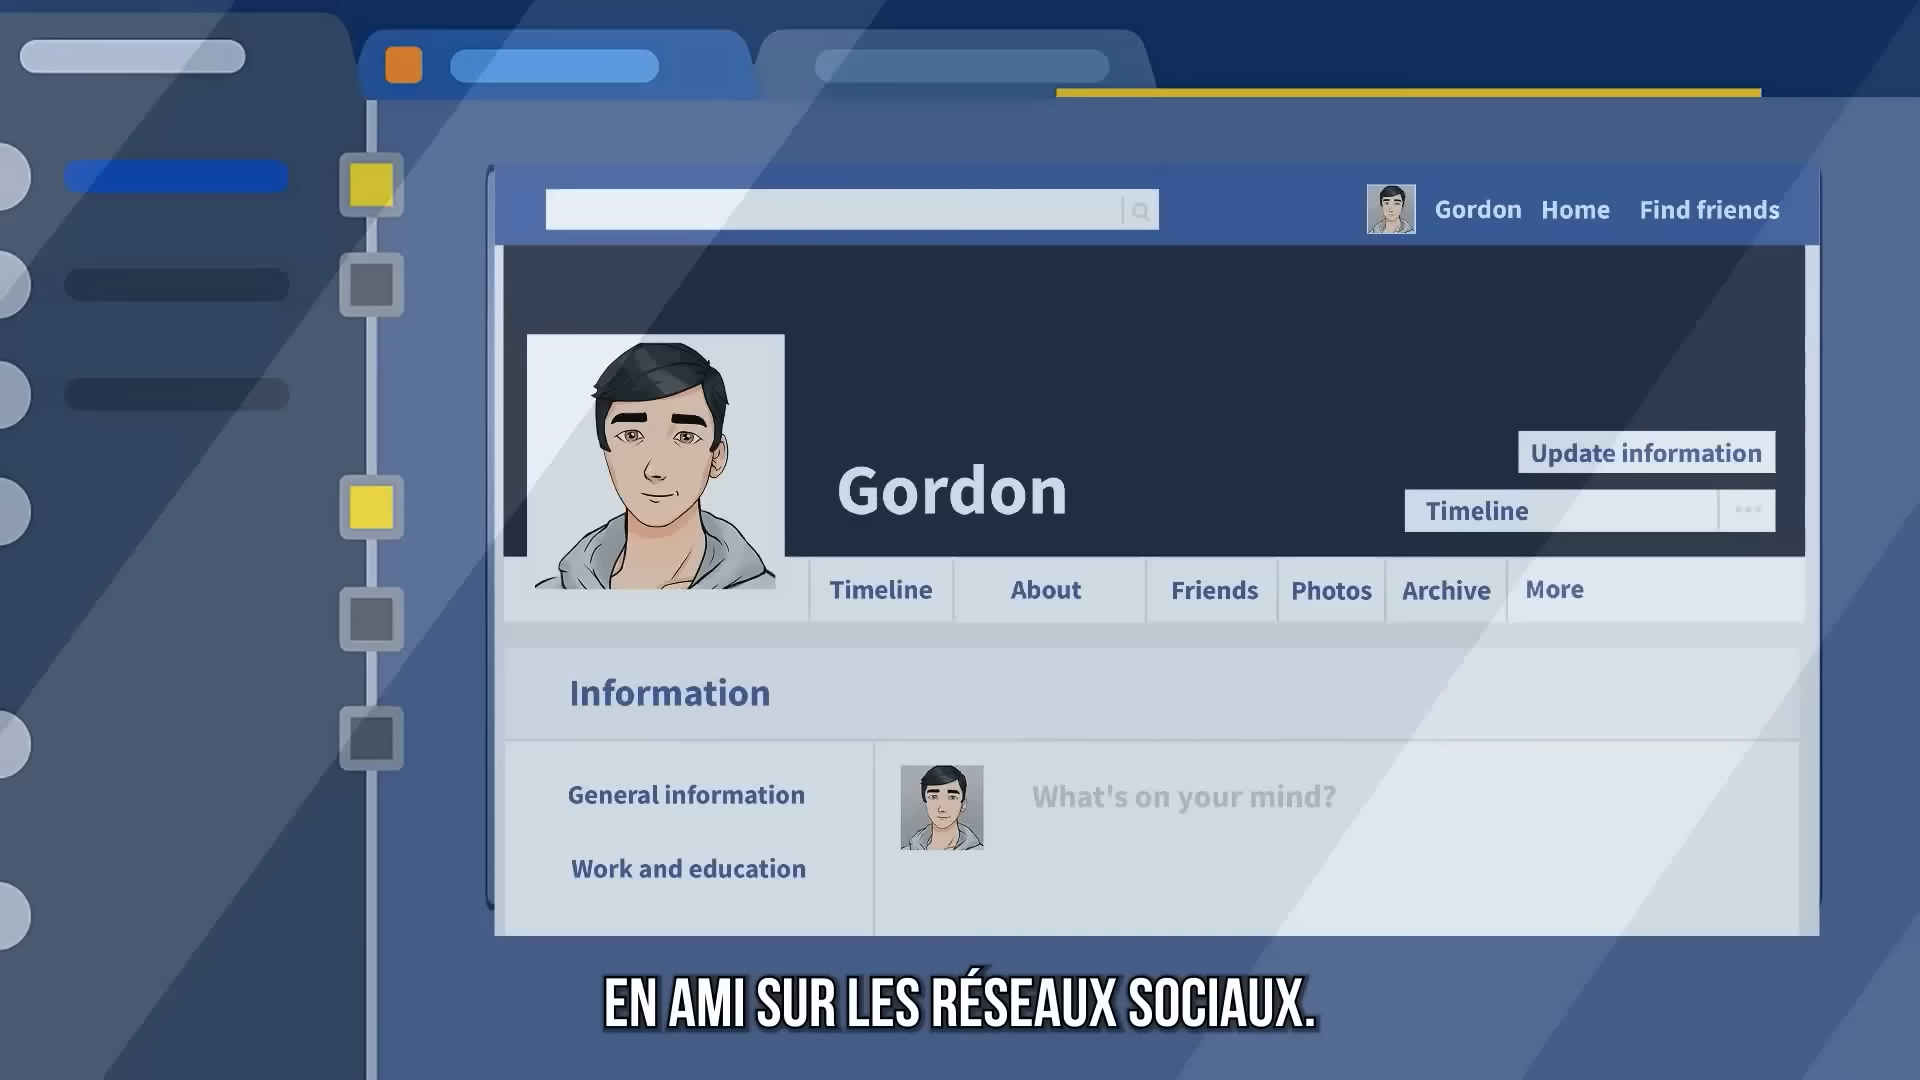 Gordon Home Find friends
Gordon
Update information
Timeline
Timeline About Friends Photos Archive More
Information
General information
What's on your mind?
Work and education
EN AMI SUR LES RÉSEAUX SOCIAUX.